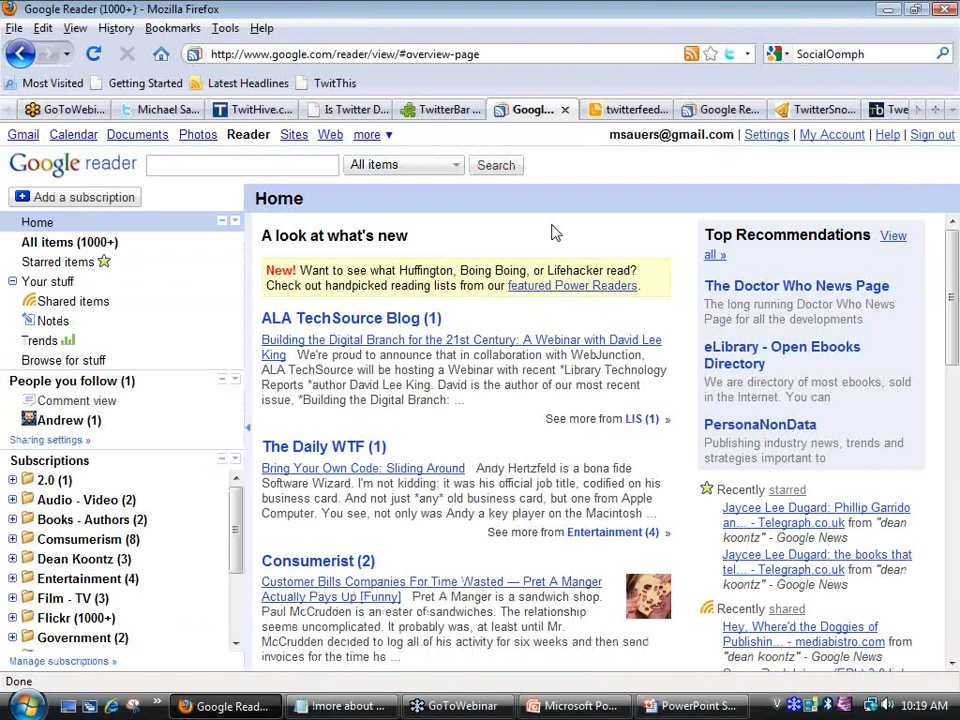 Google Reader (1000+) - Mozilla Firefox
File Edit View History Bookmarks Tools Help
http://www.google.com/reader/view/#overview-page
SocialOomph
Most Visited Getting Started Latest Headlines TwitThis
GoToWebi... Michael Sa... TwitHive.c... Is Twitter D... TwitterBar ... Googl... twitterfeed... Google Re... TwitterSno... Twe
Gmail Calendar Documents Photos Reader Sites Web more ▼
msauers@gmail.com | Settings | My Account | Help | Sign out
Google reader
All items
Search
Add a subscription
Home
All items (1000+)
Starred items
Your stuff
Shared items
Notes
Trends
Browse for stuff
People you follow (1)
Comment view
Andrew (1)
Sharing settings »
Subscriptions
2.0 (1)
Audio - Video (2)
Books - Authors (2)
Comsumerism (8)
Dean Koontz (3)
Entertainment (4)
Film - TV (3)
Flickr (1000+)
Government (2)
Manage subscriptions »
Home
A look at what's new
New! Want to see what Huffington, Boing Boing, or Lifehacker read?
Check out handpicked reading lists from our featured Power Readers.
ALA TechSource Blog (1)
Building the Digital Branch for the 21st Century: A Webinar with David Lee
King We're proud to announce that in collaboration with WebJunction,
ALA TechSource will be hosting a Webinar with recent *Library Technology
Reports *author David Lee King. David is the author of our most recent
issue, *Building the Digital Branch: ...
See more from LIS (1) »
The Daily WTF (1)
Bring Your Own Code: Sliding Around Andy Hertzfeld is a bona fide
Software Wizard. I'm not kidding: it was his official job title, codified on his
business card. And not just *any* old business card, but one from Apple
Computer. You see, not only was Andy a key player on the Macintosh ...
See more from Entertainment (4) »
Consumerist (2)
Customer Bills Companies For Time Wasted — Pret A Manger
Actually Pays Up [Funny] Pret A Manger is a sandwich shop.
Paul McCrudden is an eater of sandwiches. The relationship
seems uncomplicated. It probably was, at least until Mr.
McCrudden decided to log all of his activity for six weeks and then send
invoices for the time he ...
Top Recommendations View
all »
The Doctor Who News Page
The long running Doctor Who News
Page for all the developments
eLibrary - Open Ebooks
Directory
We are directory of most ebooks, sold
in the Internet. You can
PersonaNonData
Publishing industry news, trends and
strategies important to
Recently starred
Jaycee Lee Dugard: Phillip Garrido
an... - Telegraph.co.uk from "dean
koontz" - Google News
Jaycee Lee Dugard: the books that
tel... - Telegraph.co.uk from "dean
koontz" - Google News
Recently shared
Hey, Where'd the Doggies of
Publishin... - mediabistro.com from
"dean koontz" - Google News
Done
Google Read... !more about ... GoToWebinar Microsoft Po... PowerPoint S... 10:19 AM